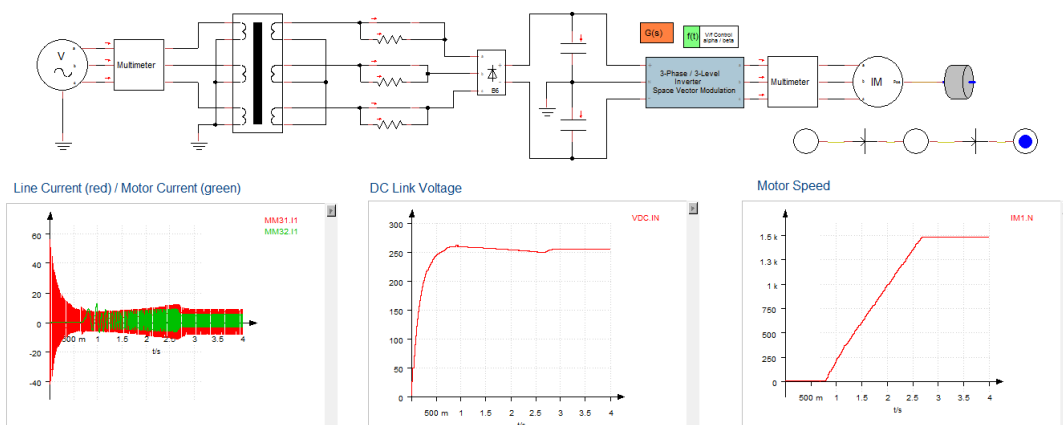 V
Multimeter
B6
G(s)
f(t)
V/f Control
alpha / beta
3-Phase / 3-Level
Inverter
Space Vector Modulation
Multimeter
IM
Line Current (red) / Motor Current (green)
MM31.I1
MM32.I1
60
40
20
0
-20
-40
500 m 1 1.5 2 2.5 3 3.5 4
t/s
DC Link Voltage
VDC.IN
300
250
200
150
100
50
0
500 m 1 1.5 2 2.5 3 3.5 4
t/s
Motor Speed
IM1.N
1.5 k
1.3 k
1 k
750
500
250
0
500 m 1 1.5 2 2.5 3 3.5 4
t/s